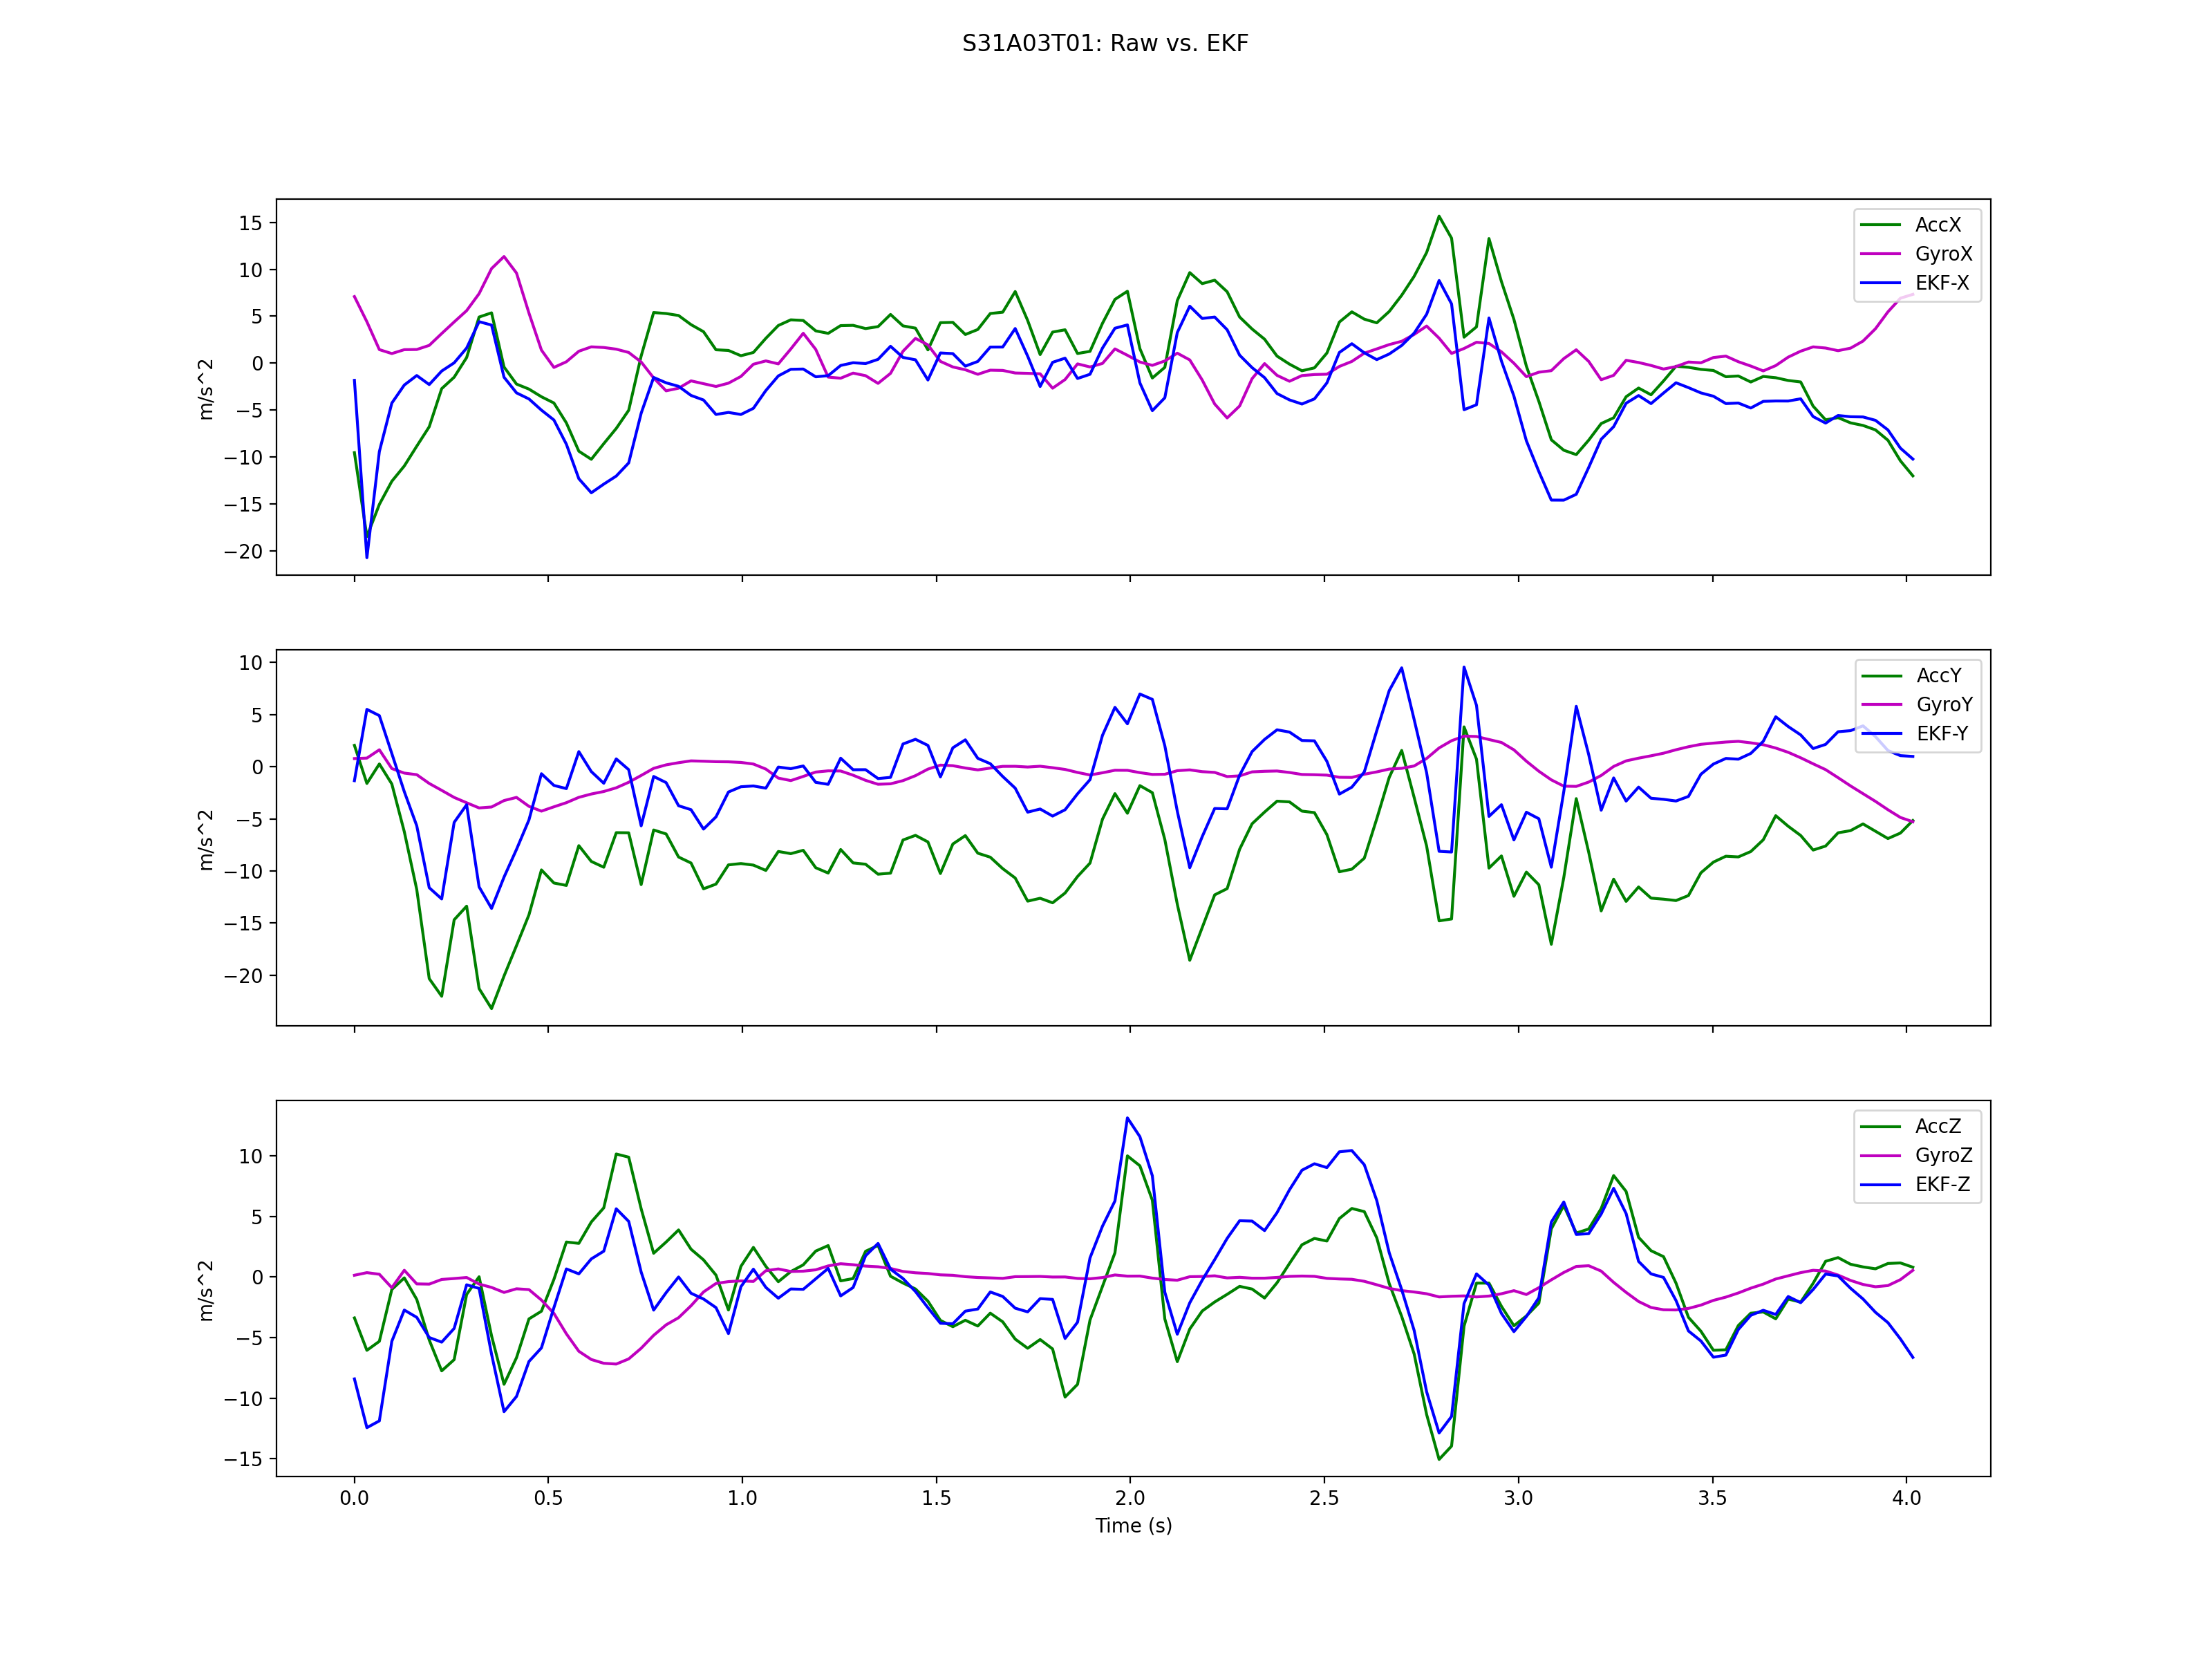 S31A03T01: Raw vs. EKF
15
10
5
0
−5
−10
−15
−20
m/s^2
AccX
GyroX
EKF-X
10
5
0
−5
−10
−15
−20
m/s^2
AccY
GyroY
EKF-Y
10
5
0
−5
−10
−15
m/s^2
AccZ
GyroZ
EKF-Z
0.0 0.5 1.0 1.5 2.0 2.5 3.0 3.5 4.0
Time (s)